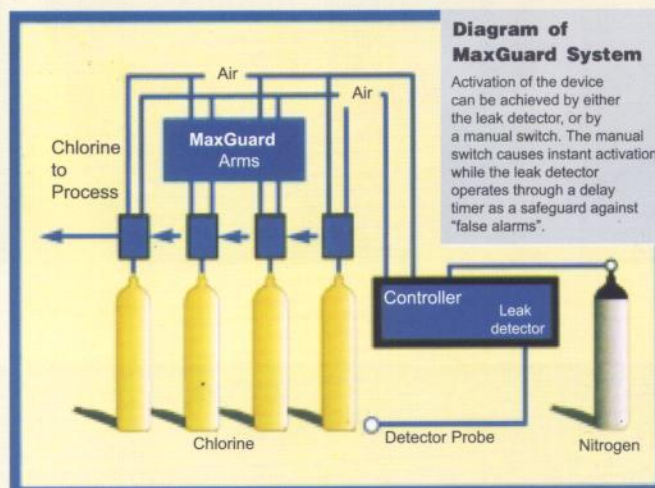 Diagram of
MaxGuard System
Activation of the device
can be achieved by either
the leak detector, or by
a manual switch. The manual
switch causes instant activation
while the leak detector
operates through a delay
timer as a safeguard against
"false alarms".
Air
Air
MaxGuard
Arms
Chlorine
to
Process
Controller
Leak
detector
Chlorine
Detector Probe
Nitrogen